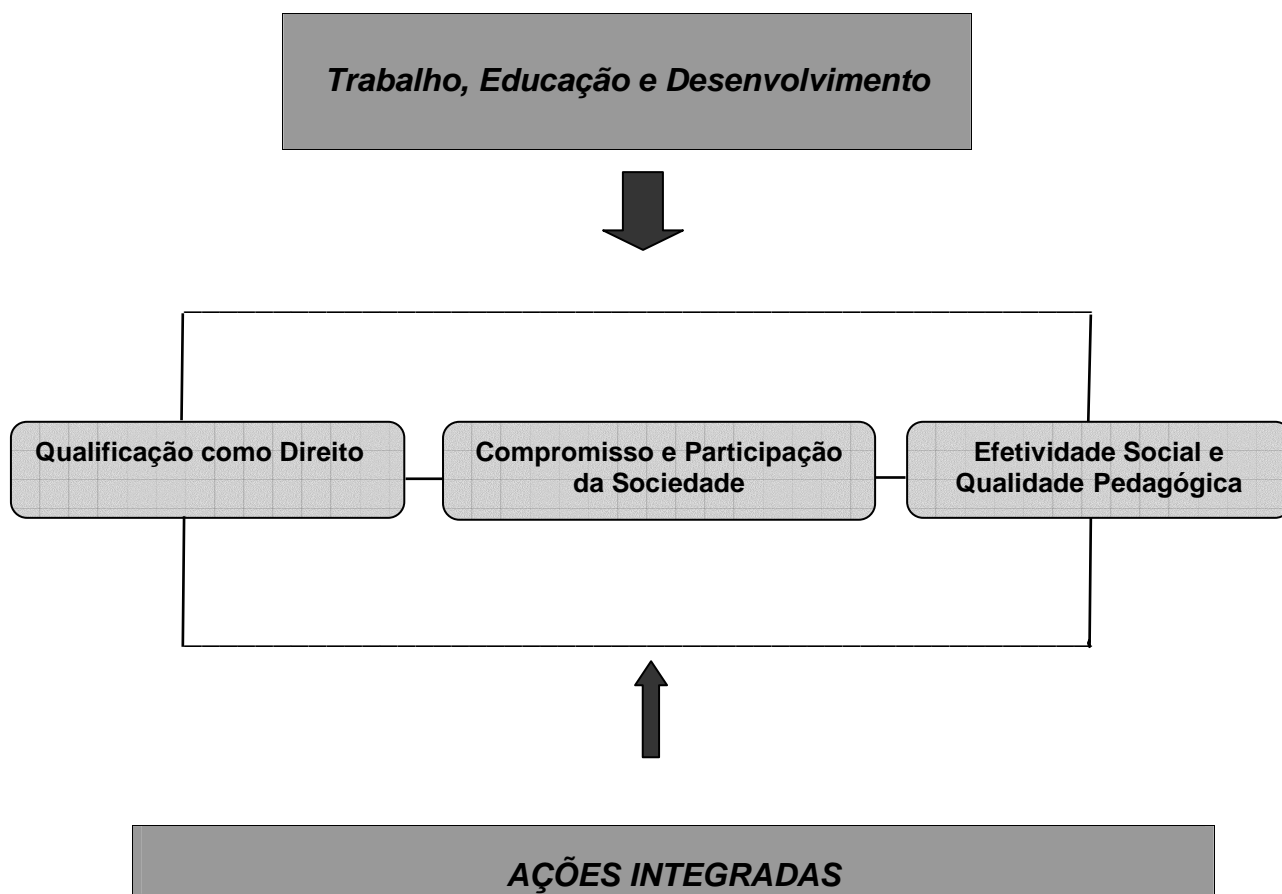 Trabalho, Educação e Desenvolvimento
Qualificação como Direito
Compromisso e Participação
da Sociedade
Efetividade Social e
Qualidade Pedagógica
AÇÕES INTEGRADAS